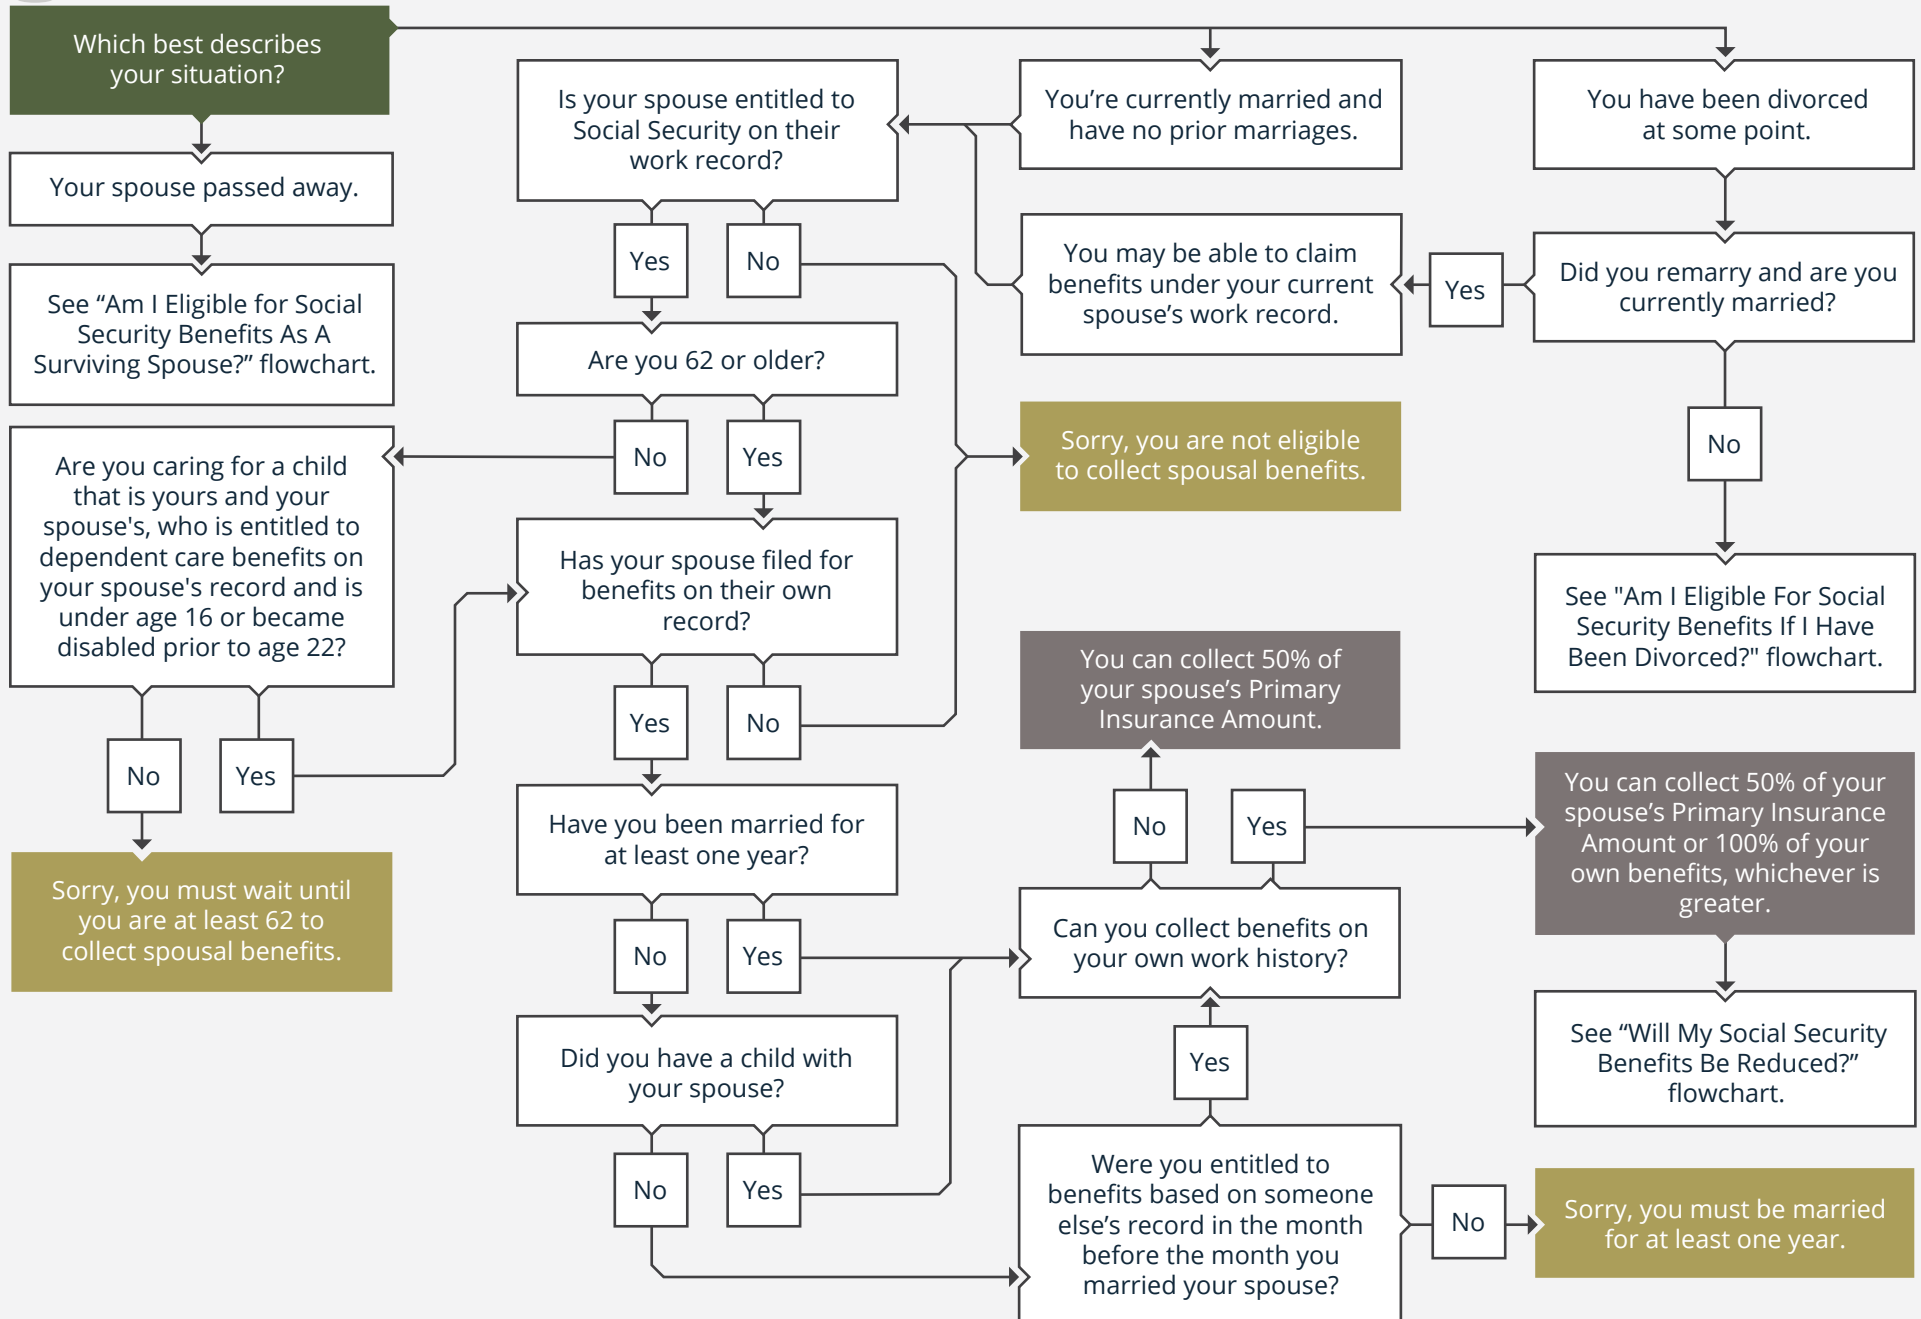 Which best describes
your situation?
Your spouse passed away.
See “Am I Eligible for Social
Security Benefits As A
Surviving Spouse?” flowchart.
You’re currently married and
have no prior marriages.
You have been divorced
at some point.
Did you remarry and are you
currently married?
Yes
You may be able to claim
benefits under your current
spouse’s work record.
No
See "Am I Eligible For Social
Security Benefits If I Have
Been Divorced?" flowchart.
Is your spouse entitled to
Social Security on their
work record?
Yes
No
Sorry, you are not eligible
to collect spousal benefits.
Are you 62 or older?
No
Yes
Are you caring for a child
that is yours and your
spouse's, who is entitled to
dependent care benefits on
your spouse's record and is
under age 16 or became
disabled prior to age 22?
No
Yes
Sorry, you must wait until
you are at least 62 to
collect spousal benefits.
Has your spouse filed for
benefits on their own
record?
Yes
No
Have you been married for
at least one year?
No
Yes
Did you have a child with
your spouse?
No
Yes
Were you entitled to
benefits based on someone
else’s record in the month
before the month you
married your spouse?
Yes
No
Sorry, you must be married
for at least one year.
Can you collect benefits on
your own work history?
No
Yes
You can collect 50% of
your spouse’s Primary
Insurance Amount.
You can collect 50% of your
spouse’s Primary Insurance
Amount or 100% of your
own benefits, whichever is
greater.
See “Will My Social Security
Benefits Be Reduced?”
flowchart.